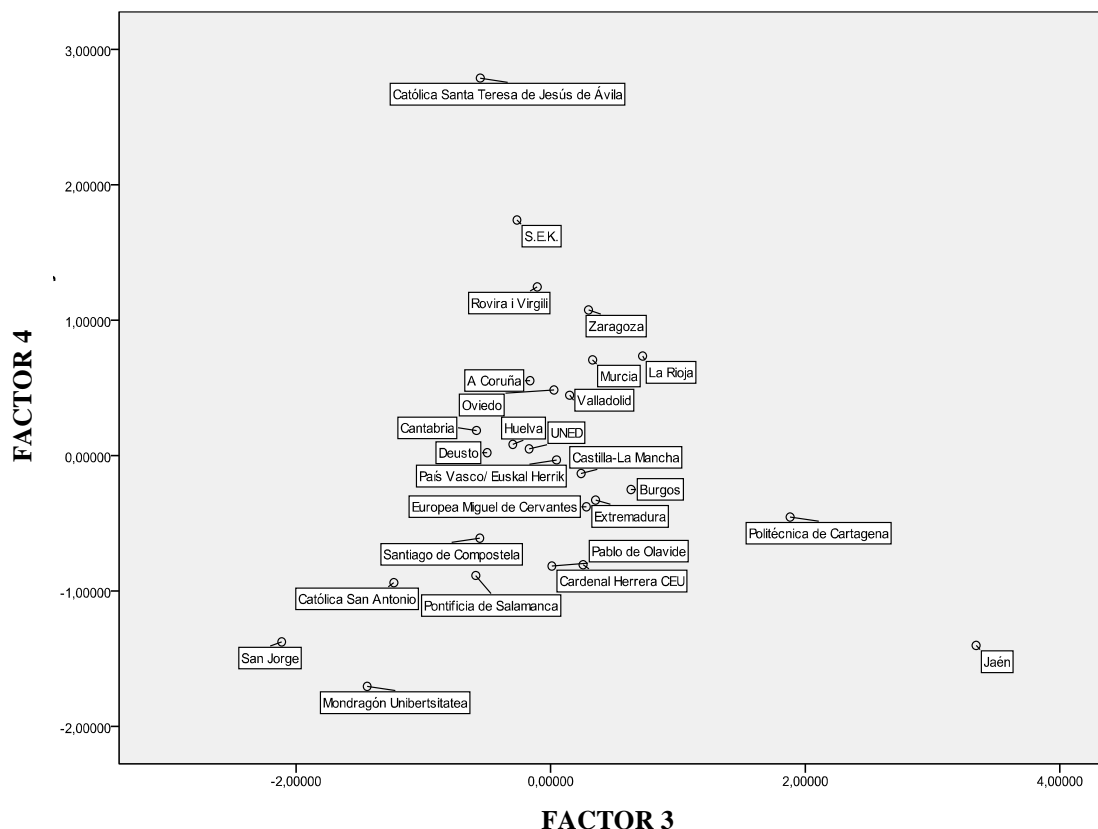 3,00000
Católica Santa Teresa de Jesús de Ávila
2,00000
S.E.K.
Rovira i Virgili
1,00000
Zaragoza
La Rioja
Murcia
A Coruña
Valladolid
Oviedo
Cantabria
Huelva
UNED
0,00000
Deusto
Castilla-La Mancha
País Vasco/ Euskal Herrik
Burgos
Europea Miguel de Cervantes
Extremadura
Politécnica de Cartagena
Santiago de Compostela
Pablo de Olavide
Cardenal Herrera CEU
-1,00000
Católica San Antonio
Pontificia de Salamanca
San Jorge
Jaén
Mondragón Unibertsitatea
-2,00000
FACTOR 4
-2,00000
0,00000
2,00000
4,00000
FACTOR 3